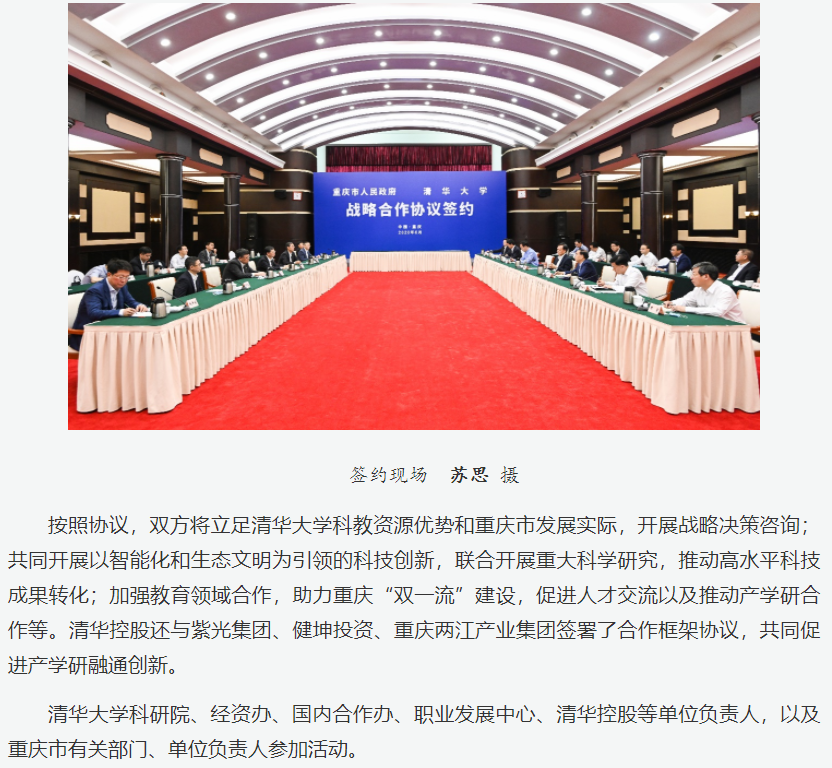 重庆市人民政府 清华大学
战略合作协议签约
中国·重庆
签约现场 苏思 摄
按照协议，双方将立足清华大学科教资源优势和重庆市发展实际，开展战略决策咨询；
共同开展以智能化和生态文明为引领的科技创新，联合开展重大科学研究，推动高水平科技
成果转化；加强教育领域合作，助力重庆“双一流”建设，促进人才交流以及推动产学研合
作等。清华控股还与紫光集团、健坤投资、重庆两江产业集团签署了合作框架协议，共同促
进产学研融通创新。
清华大学科研院、经资办、国内合作办、职业发展中心、清华控股等单位负责人，以及
重庆市有关部门、单位负责人参加活动。